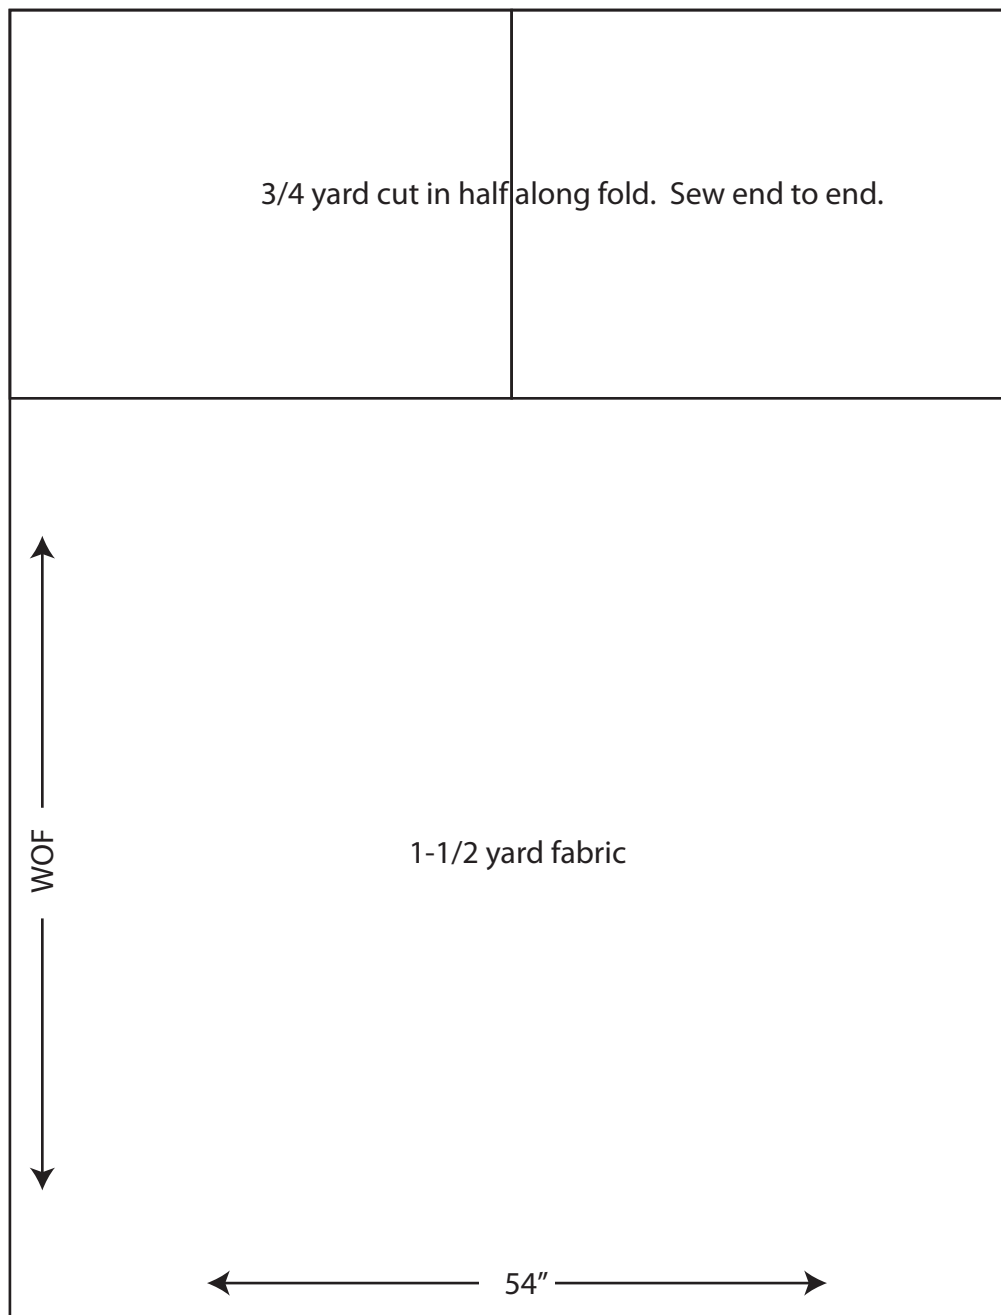 3/4 yard cut in half along fold.  Sew end to end.
WOF
1-1/2 yard fabric
54”